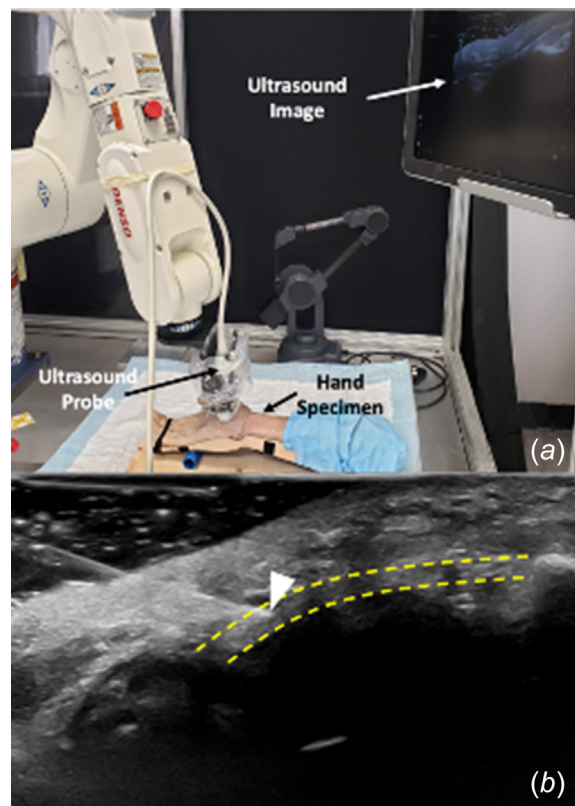 Ultrasound
Image
DENSO
Ultrasound
Probe
Hand
Specimen
(a)
(b)